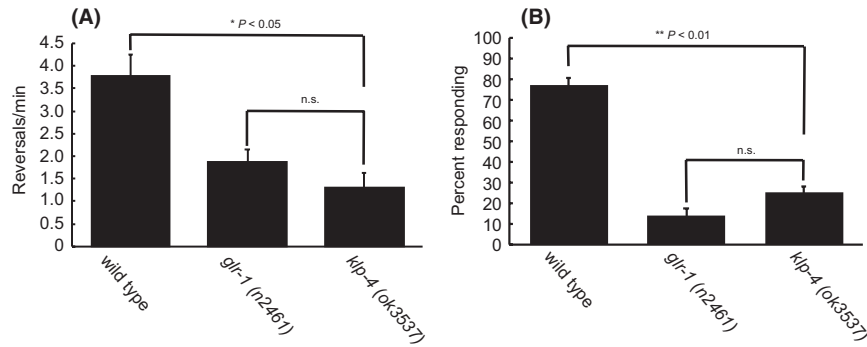 (A)
* P < 0.05
n.s.
Reversals/min
4.5
4.0
3.5
3.0
2.5
2.0
1.5
1.0
0.5
0
wild type
glr-1 (n2461)
klp-4 (ok3537)
(B)
** P < 0.01
n.s.
Percent responding
100
90
80
70
60
50
40
30
20
10
0
wild type
glr-1 (n2461)
klp-4 (ok3537)